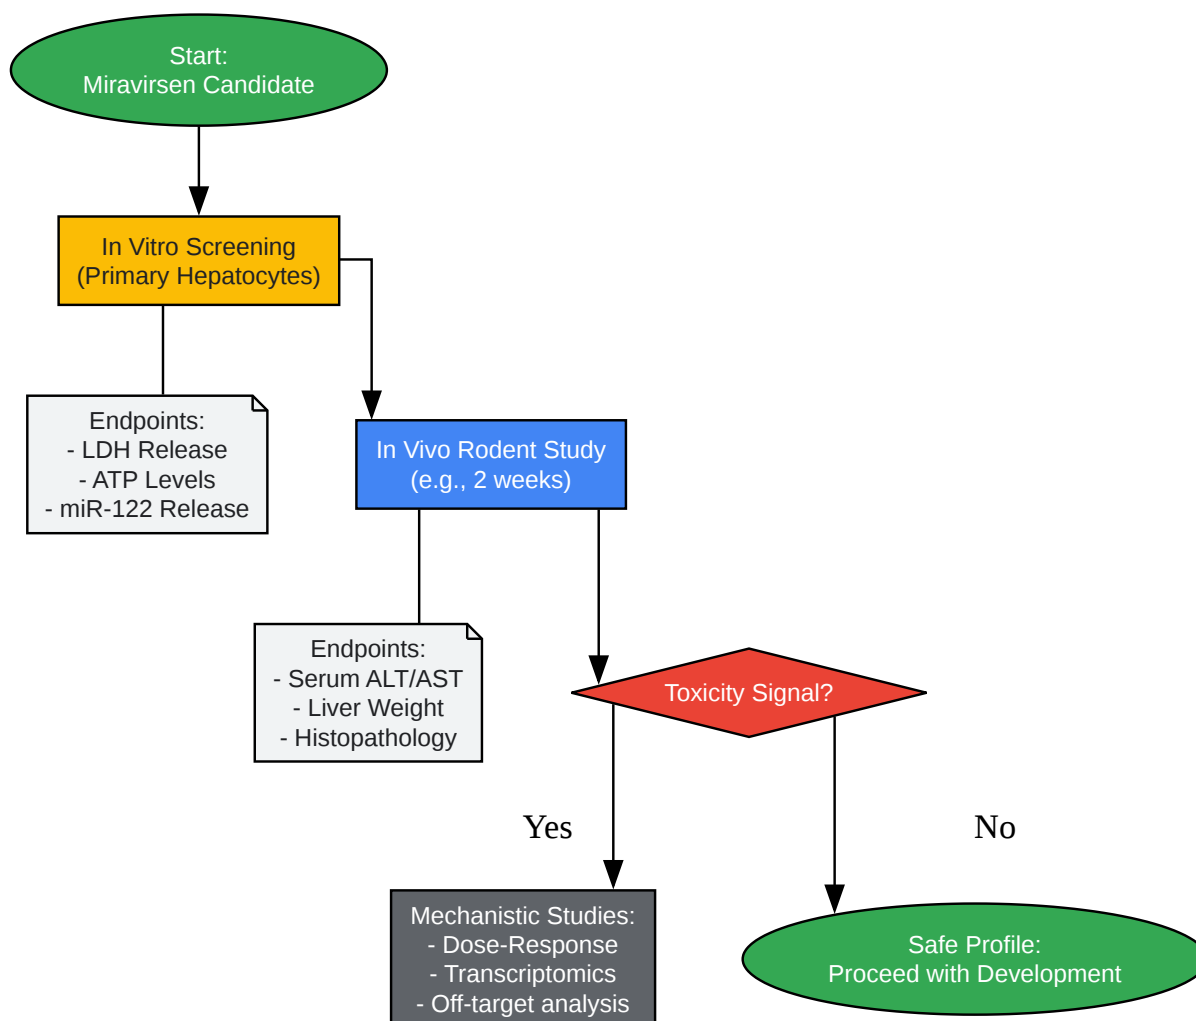 Start:
Miravirsen Candidate
In Vitro Screening
(Primary Hepatocytes)
Endpoints:
- LDH Release
- ATP Levels
- miR-122 Release
In Vivo Rodent Study
(e.g., 2 weeks)
Endpoints:
- Serum ALT/AST
- Liver Weight
- Histopathology
Toxicity Signal?
Yes
No
Mechanistic Studies:
- Dose-Response
- Transcriptomics
- Off-target analysis
Safe Profile:
Proceed with Development